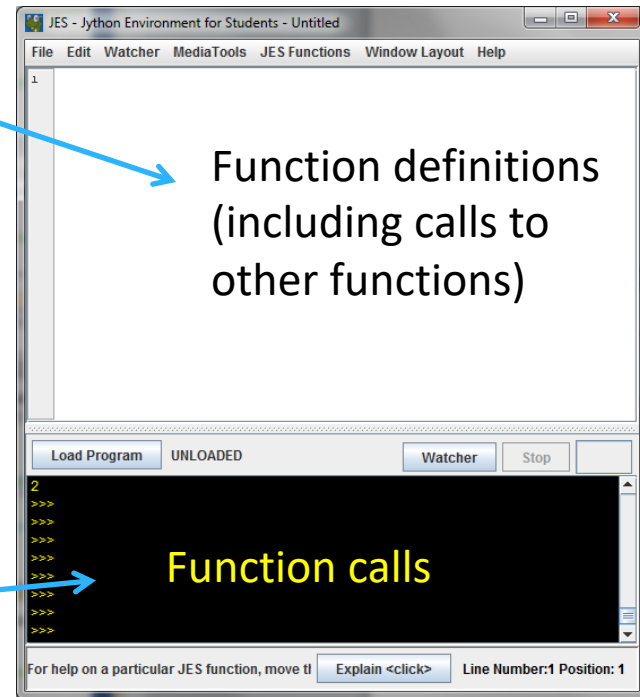 JES - Jython Environment for Students - Untitled
File Edit Watcher MediaTools JES Functions Window Layout Help
1
Function definitions
(including calls to
other functions)
Load Program UNLOADED Watcher Stop
2
>>>
>>>
>>>
>>>
>>>
>>>
>>>
>>>
Function calls
For help on a particular JES function, move tl Explain <click> Line Number:1 Position: 1